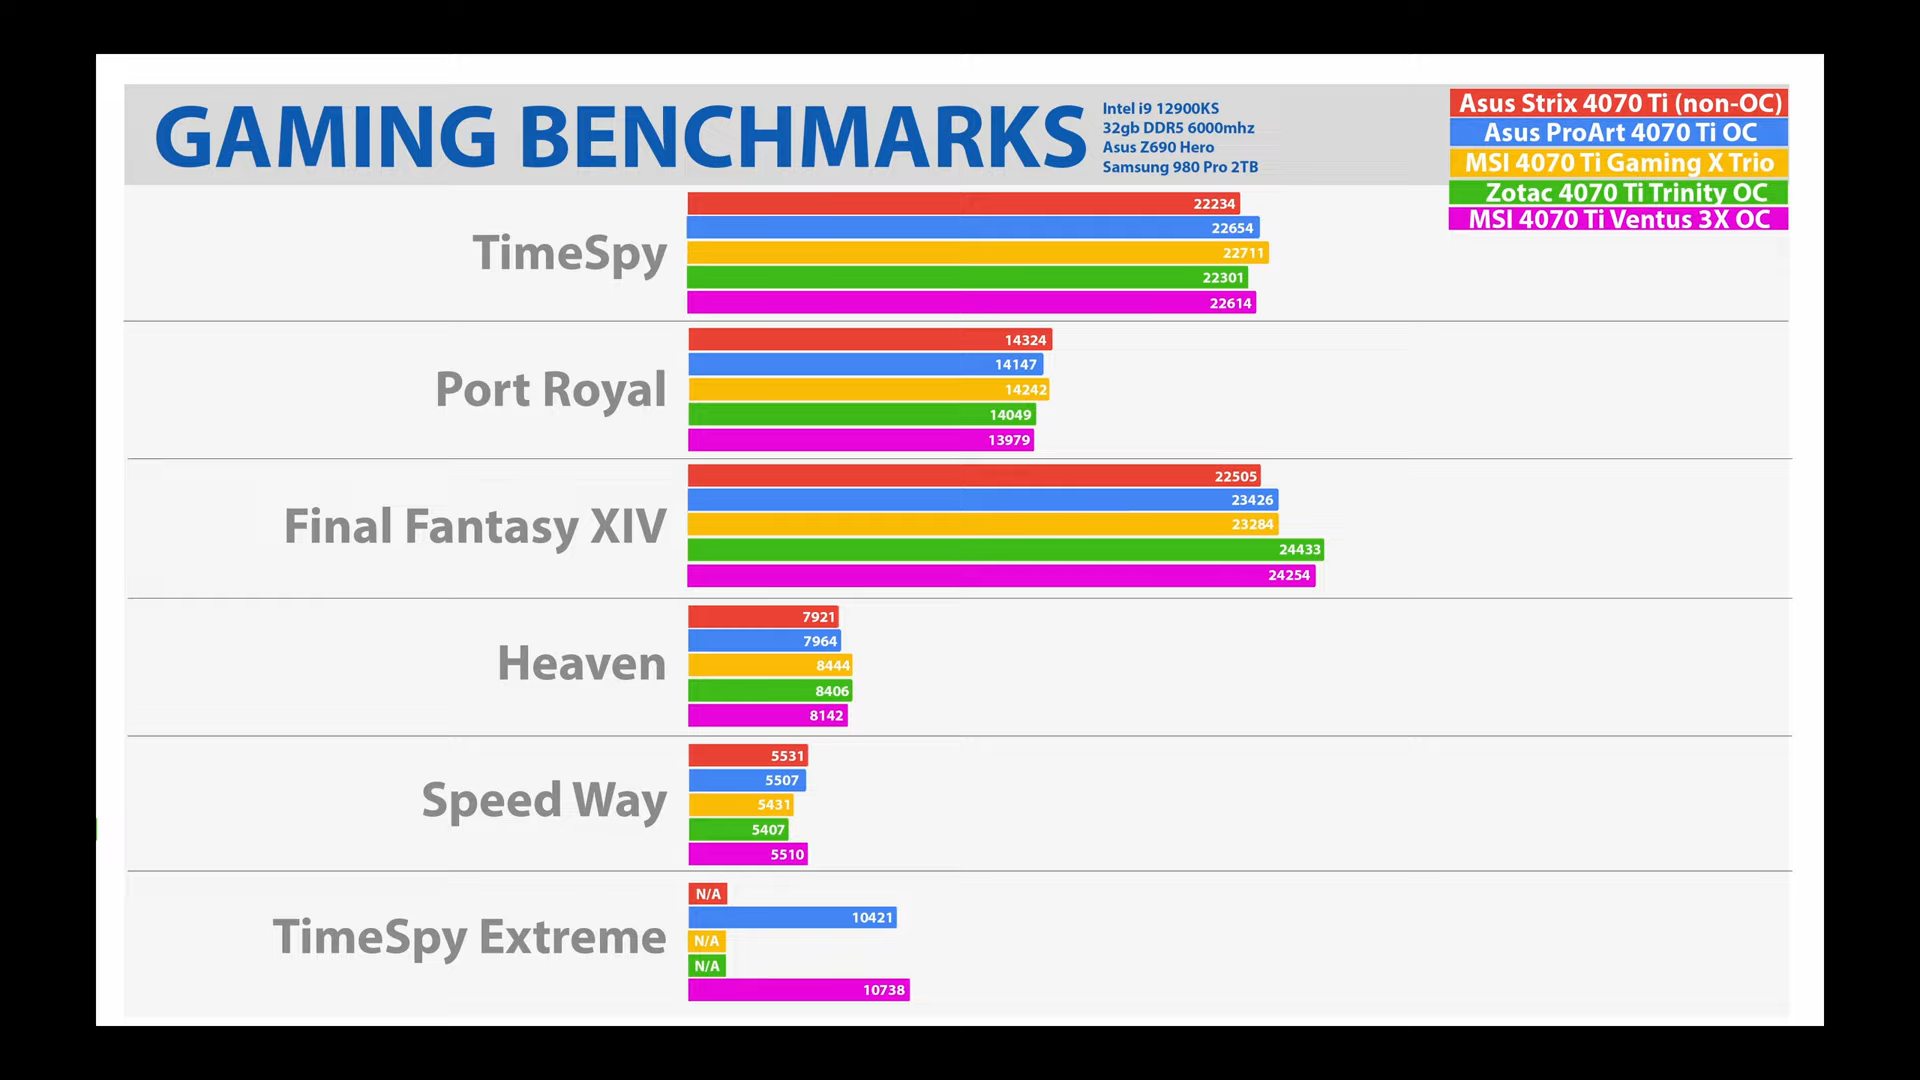 GAMING BENCHMARKS
Intel i9 12900KS
32gb DDR5 6000mhz
Asus Z690 Hero
Samsung 980 Pro 2TB
Asus Strix 4070 Ti (non-OC)
Asus ProArt 4070 Ti OC
MSI 4070 Ti Gaming X Trio
Zotac 4070 Ti Trinity OC
MSI 4070 Ti Ventus 3X OC
TimeSpy
22234
22654
22711
22301
22614
Port Royal
14324
14147
14242
14049
13979
Final Fantasy XIV
22505
23426
23284
24433
24254
Heaven
7921
7964
8444
8406
8142
Speed Way
5531
5507
5431
5407
5510
TimeSpy Extreme
N/A
10421
N/A
N/A
10738